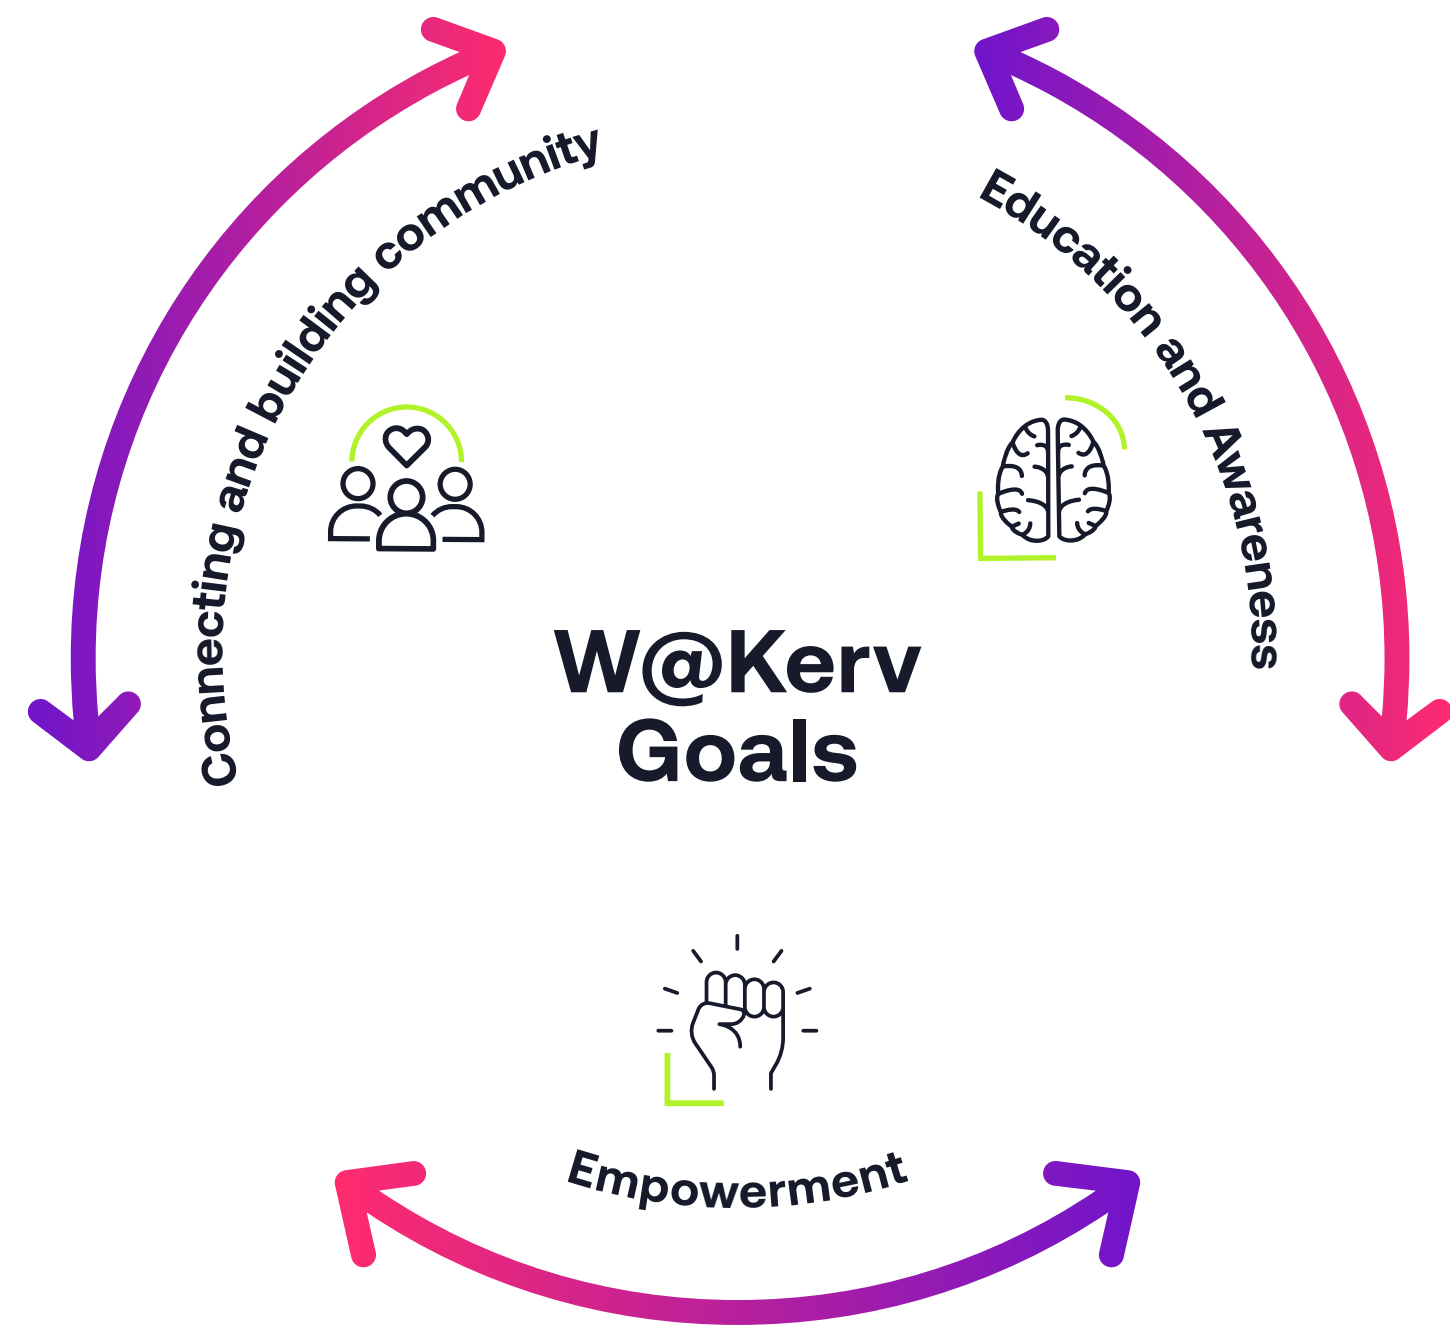 Connecting and building community
Education and Awareness
W@Kerv
Goals
Empowerment